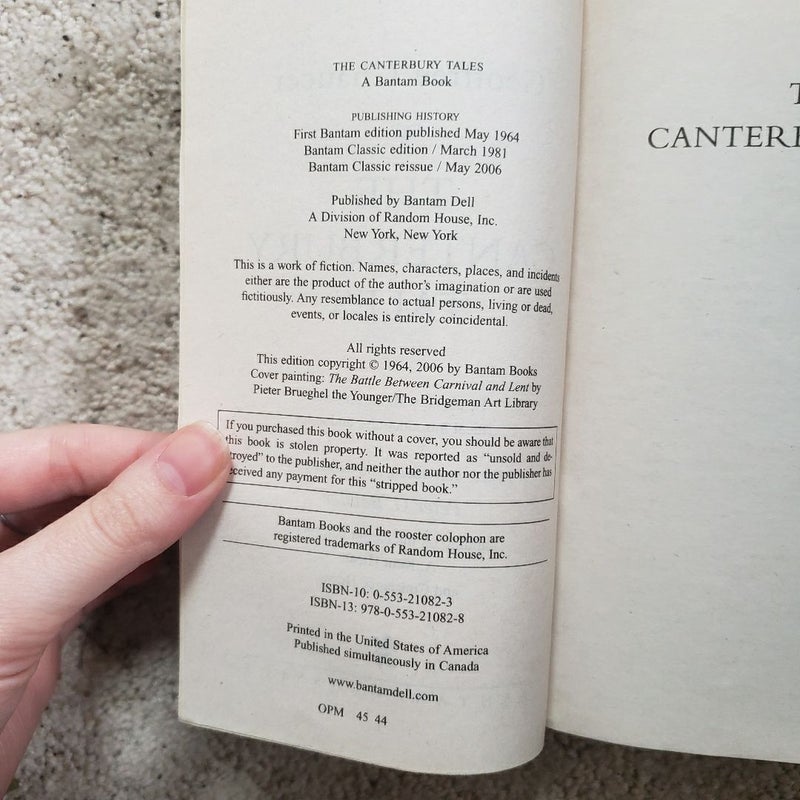 THE CANTERBURY TALES
A Bantam Book
PUBLISHING HISTORY
First Bantam edition published May 1964
Bantam Classic edition / March 1981
Bantam Classic reissue / May 2006
Published by Bantam Dell
A Division of Random House, Inc.
New York, New York
This is a work of fiction. Names, characters, places, and incidents
either are the product of the author's imagination or are used
fictitiously. Any resemblance to actual persons, living or dead,
events, or locales is entirely coincidental.
All rights reserved
This edition copyright © 1964, 2006 by Bantam Books
Cover painting: The Battle Between Carnival and Lent by
Pieter Brueghel the Younger/The Bridgeman Art Library
If you purchased this book without a cover, you should be aware that
this book is stolen property. It was reported as "unsold and de-
troyed" to the publisher, and neither the author nor the publisher has
eceived any payment for this "stripped book."
Bantam Books and the rooster colophon are
registered trademarks of Random House, Inc.
ISBN-10: 0-553-21082-3
ISBN-13: 978-0-553-21082-8
Printed in the United States of America
Published simultaneously in Canada
www.bantamdell.com
OPM 45 44
T
CANTERB